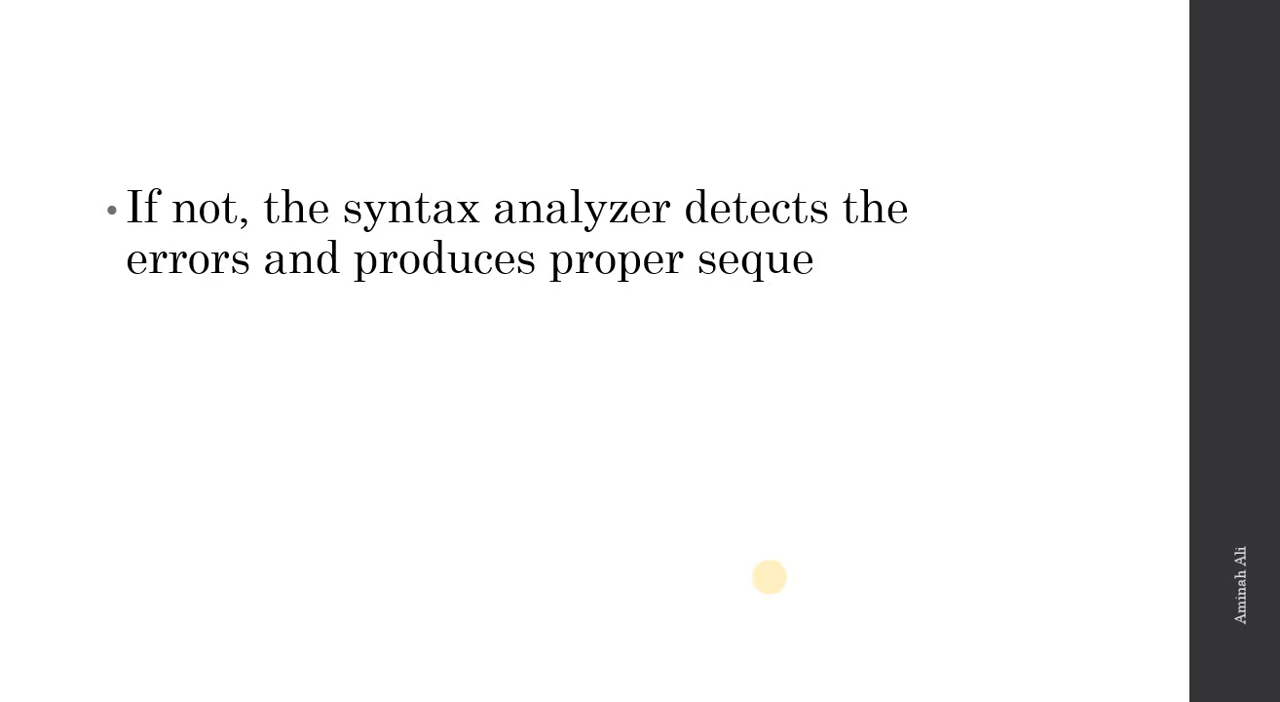 • If not, the syntax analyzer detects the
errors and produces proper seque
Aminah Ali